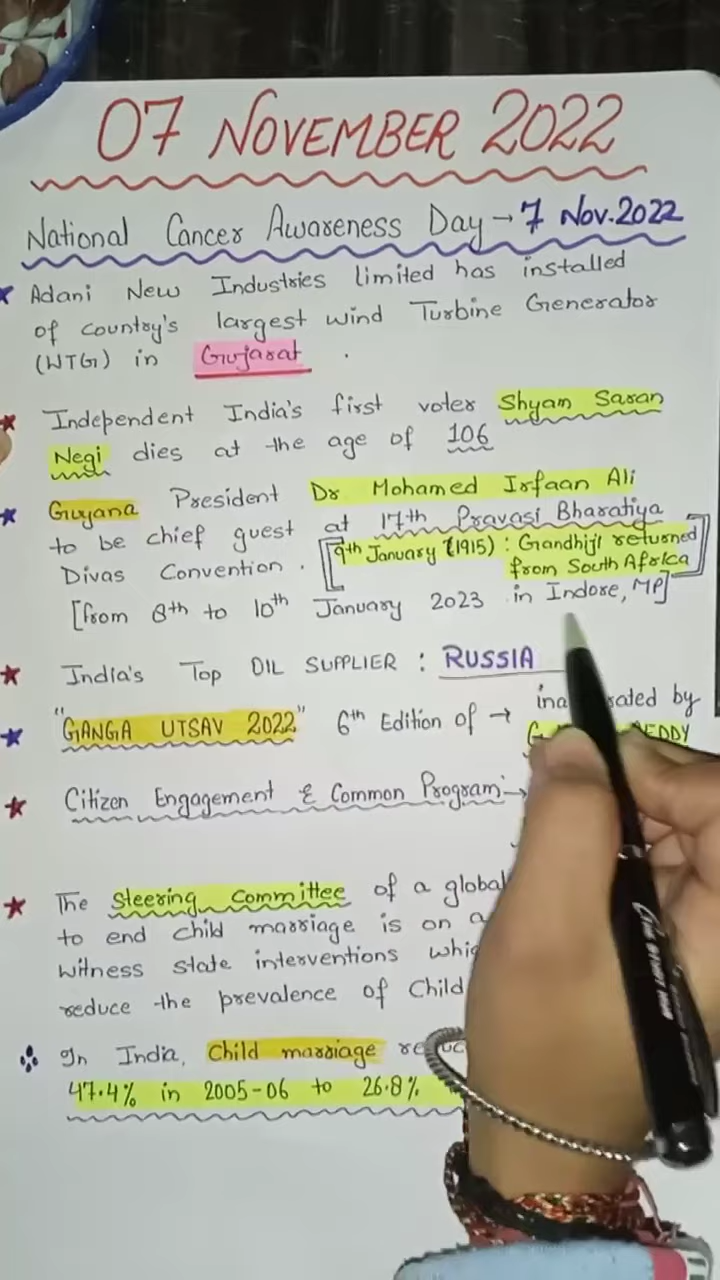 07 NOVEMBER 2022
National Cancer Awareness Day → 7 Nov. 2022
Adani New Industries limited has installed
of country's largest wind Turbine Generator
(WTG) in Gujarat .
Independent India's first voter Shyam Saran
Negi dies at the age of 106
Guyana President Dr Mohamed Irfaan Ali
to be chief guest at 17th Pravasi Bharatiya
Divas Convention . [9th January (1915) : Gandhiji returned
from South Africa]
[from 8th to 10th January 2023 in Indore, MP]
India's Top OIL SUPPLIER : RUSSIA
"GANGA UTSAV 2022" 6th Edition of → by
Citizen Engagement & Common Program →
The Steering Committee of a global
to end child marriage is on a
witness state interventions
reduce the prevalence of Child
In India, Child marriage
47.4% in 2005-06 to 26.8%